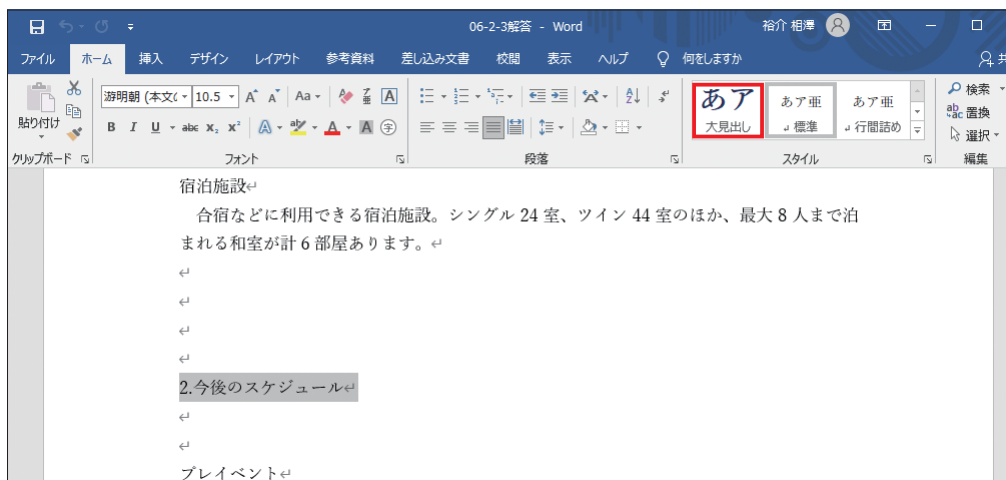 06-2-3解答 - Word
裕介 相澤
ファイル ホーム 挿入 デザイン レイアウト 参考資料 差し込み文書 校閲 表示 ヘルプ 何をしますか
貼り付け
游明朝 (本文( 10.5 A A Aa
B I U abc X₂ X² A aby A A 字
あア 大見出し
あア亜 ↲ 標準
あア亜 ↲ 行間詰め
検索
置換
選択
クリップボード フォント 段落 スタイル 編集
宿泊施設↵
合宿などに利用できる宿泊施設。シングル 24 室、ツイン 44 室のほか、最大 8 人まで泊
まれる和室が計 6 部屋あります。↵
↵
↵
↵
↵
2.今後のスケジュール↵
↵
↵
プレイベント↵